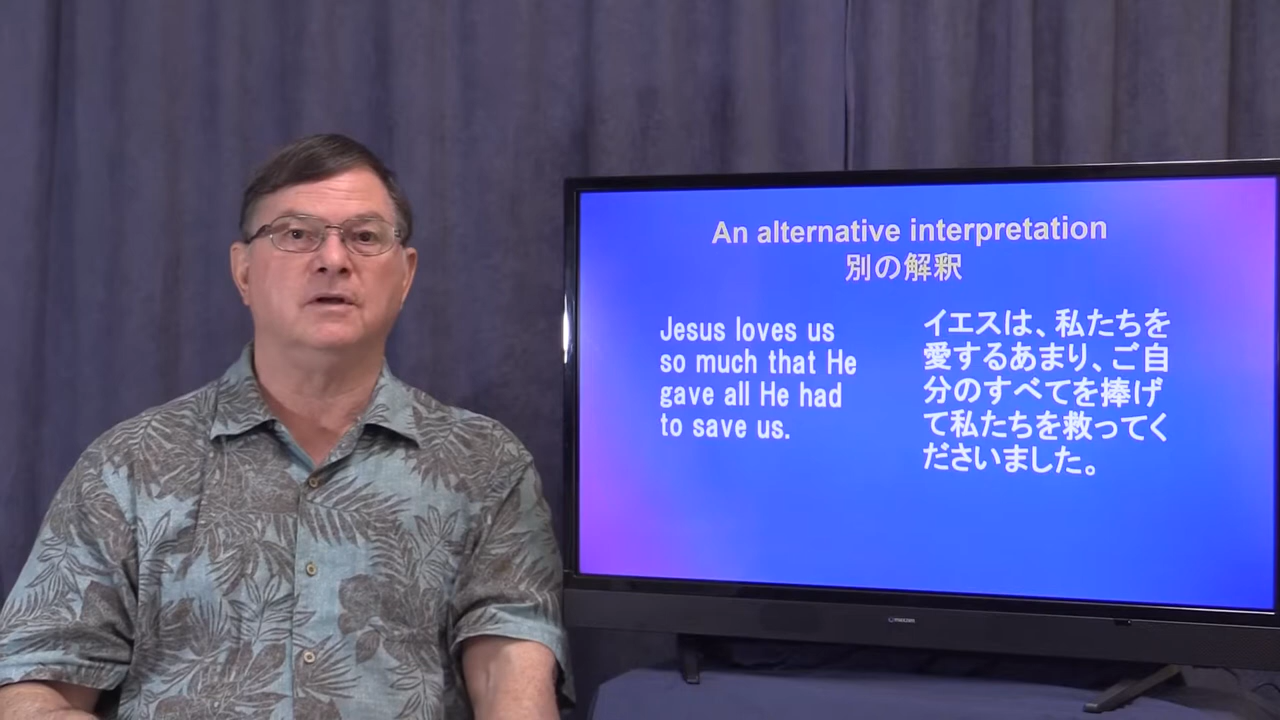 An alternative interpretation
別の解釈
Jesus loves us
so much that He
gave all He had
to save us.
イエスは、私たちを
愛するあまり、ご自
分のすべてを捧げ
て私たちを救ってく
ださいました。